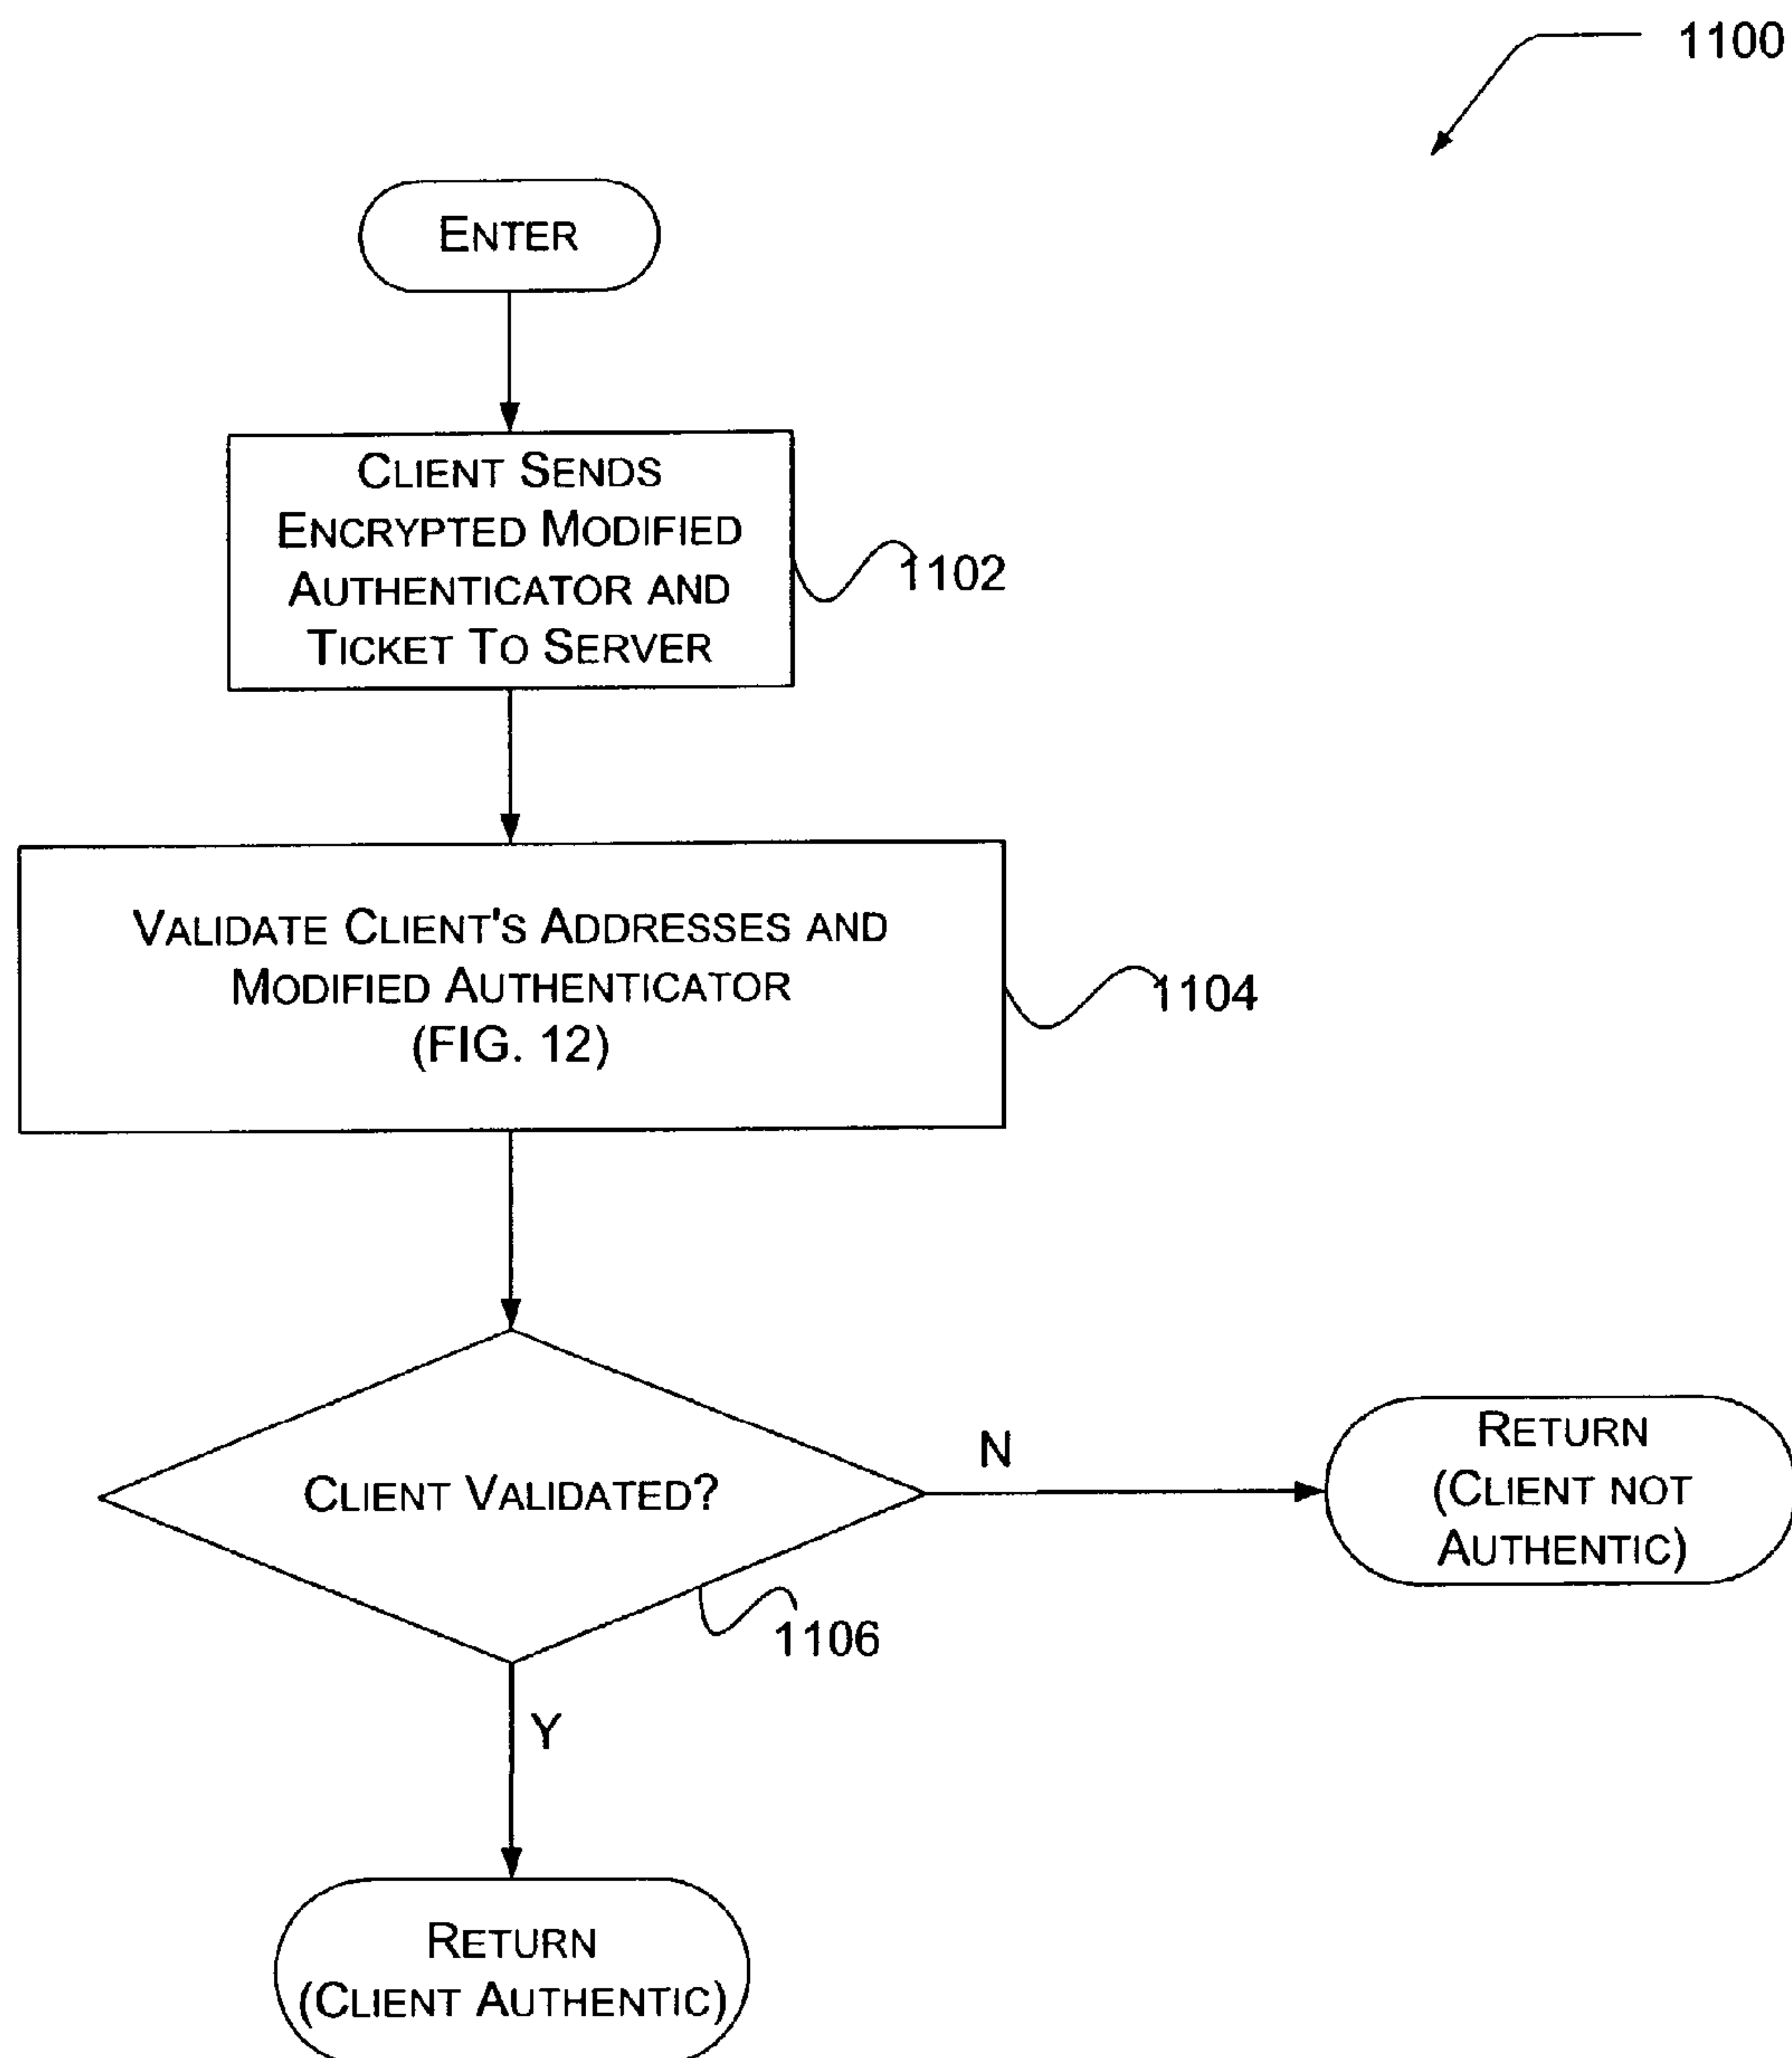 1100
ENTER
CLIENT SENDS
ENCRYPTED MODIFIED
AUTHENTICATOR AND
TICKET TO SERVER
1102
VALIDATE CLIENT'S ADDRESSES AND
MODIFIED AUTHENTICATOR
(FIG. 12)
1104
CLIENT VALIDATED?
N
RETURN
(CLIENT NOT
AUTHENTIC)
1106
Y
RETURN
(CLIENT AUTHENTIC)